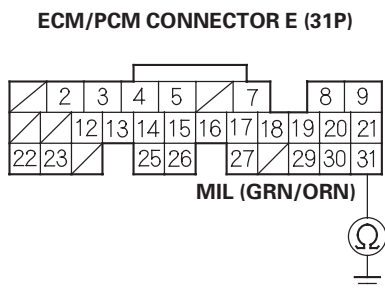 ECM/PCM CONNECTOR E (31P)
2 3 4 5 7 8 9
12 13 14 15 16 17 18 19 20 21
22 23 25 26 27 29 30 31
MIL (GRN/ORN)
Ω